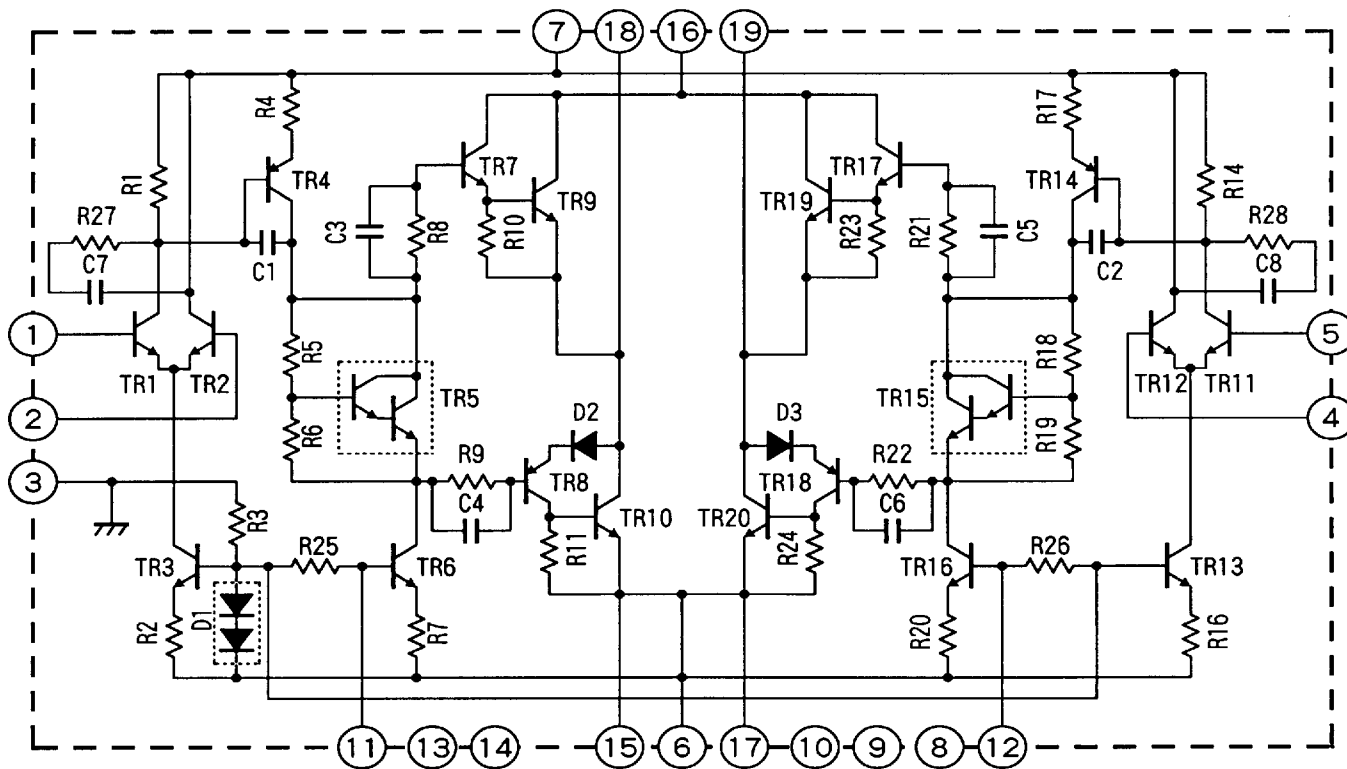 7 18 16 19
R4 R17
R1 TR4 TR7 TR17 TR14 R14
R27 C3 R8 R10 TR9 TR19 R23 R21 C5 R28
C7 C1 C2 C8
1 5
TR1 TR2 R5 TR5 TR15 R18 TR12 TR11
2 R6 D2 D3 R19 4
3 R9 TR8 TR18 R22
C4 C6
R3 TR10 TR20
TR3 R25 TR6 R11 R24 TR16 R26 TR13
R2 D1 R7 R20 R16
11 13 14 15 6 17 10 9 8 12